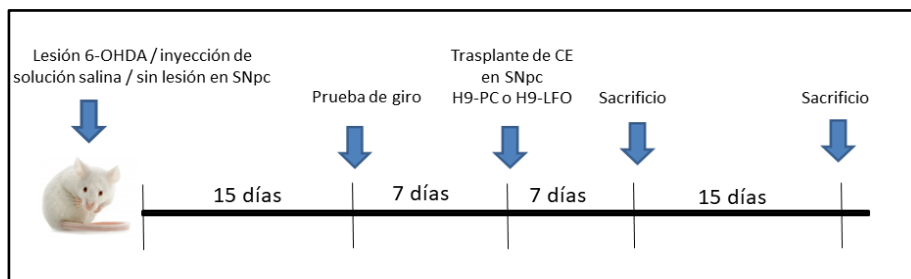 Lesión 6-OHDA / inyección de
solución salina / sin lesión en SNpc
Prueba de giro
Trasplante de CE
en SNpc
H9-PC o H9-LFO
Sacrificio
Sacrificio
15 días
7 días
7 días
15 días